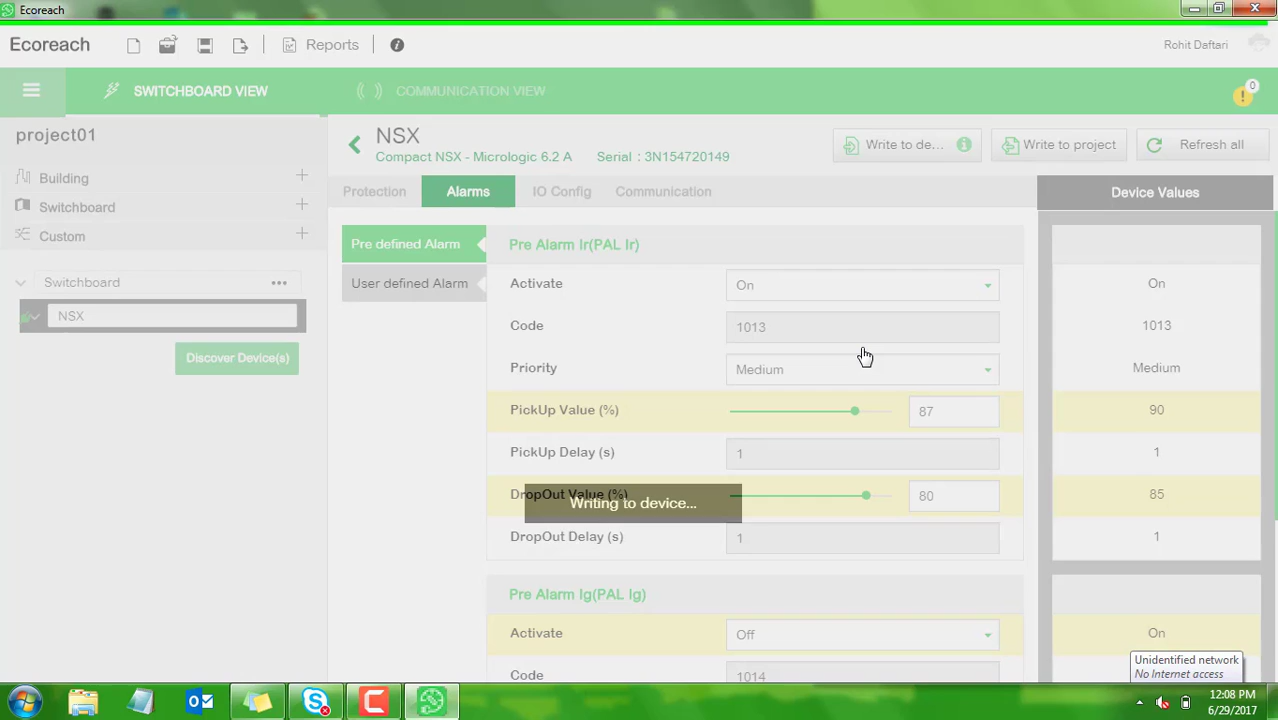 Ecoreach
Ecoreach
Reports
Rohit Daftari
SWITCHBOARD VIEW
COMMUNICATION VIEW
0
project01
Building
Switchboard
Custom
Switchboard
NSX
Discover Device(s)
NSX
Compact NSX - Micrologic 6.2 A Serial : 3N154720149
Write to de...
Write to project
Refresh all
Protection
Alarms
IO Config
Communication
Device Values
Pre defined Alarm
User defined Alarm
Pre Alarm Ir(PAL Ir)
Activate On On
Code 1013 1013
Priority Medium Medium
PickUp Value (%) 87 90
PickUp Delay (s) 1 1
DropOut Value (%) 80 85
Writing to device...
DropOut Delay (s) 1 1
Pre Alarm Ig(PAL Ig)
Activate Off On
Code 1014
Unidentified network
No Internet access
12:08 PM
6/29/2017